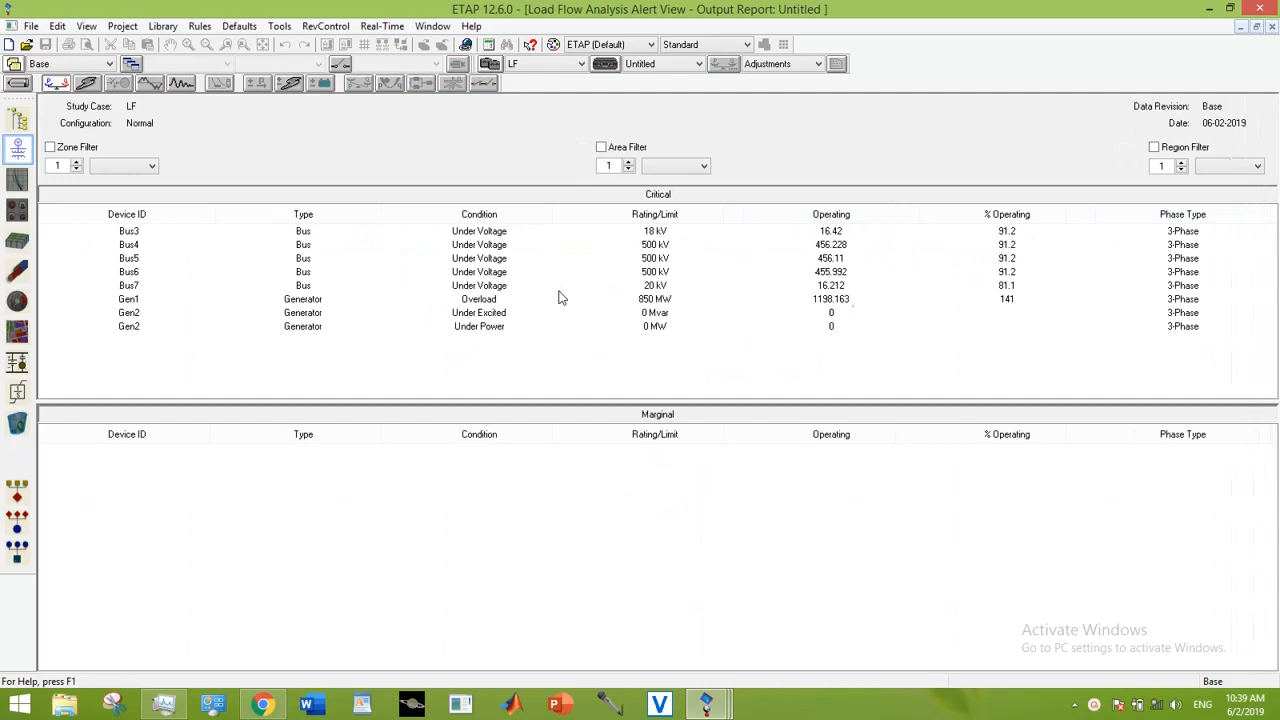 ETAP 12.6.0 - [Load Flow Analysis Alert View - Output Report: Untitled ]
File Edit View Project Library Rules Defaults Tools RevControl Real-Time Window Help
ETAP (Default) Standard
Base LF Untitled Adjustments
Study Case: LF Data Revision: Base
Configuration: Normal Date: 06-02-2019
Zone Filter Area Filter Region Filter
1 1 1
Critical
Device ID Type Condition Rating/Limit Operating % Operating Phase Type
Bus3 Bus Under Voltage 18 kV 16.42 91.2 3-Phase
Bus4 Bus Under Voltage 500 kV 456.228 91.2 3-Phase
Bus5 Bus Under Voltage 500 kV 456.11 91.2 3-Phase
Bus6 Bus Under Voltage 500 kV 455.992 91.2 3-Phase
Bus7 Bus Under Voltage 20 kV 16.212 81.1 3-Phase
Gen1 Generator Overload 850 MW 1198.163 141 3-Phase
Gen2 Generator Under Excited 0 Mvar 0 3-Phase
Gen2 Generator Under Power 0 MW 0 3-Phase
Marginal
Device ID Type Condition Rating/Limit Operating % Operating Phase Type
Activate Windows
Go to PC settings to activate Windows.
For Help, press F1 Base
ENG 10:39 AM
6/2/2019